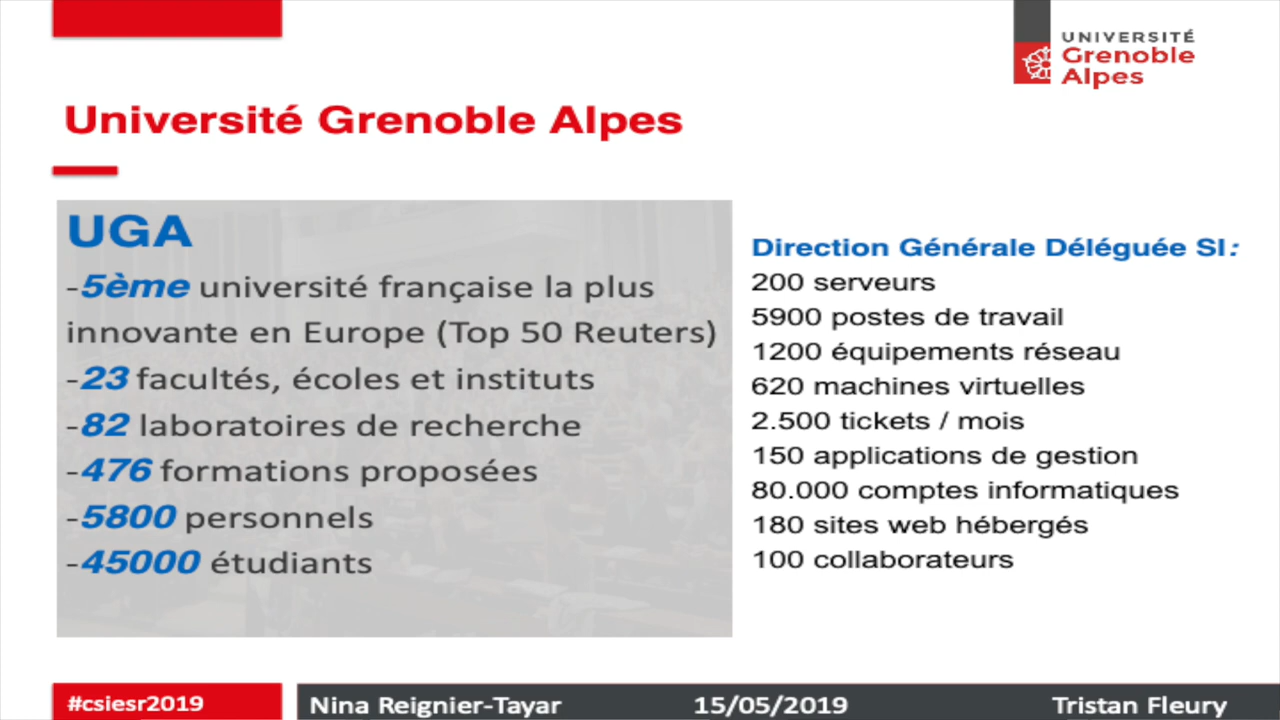 UNIVERSITÉ
Grenoble
Alpes
Université Grenoble Alpes
UGA
-5ème université française la plus
innovante en Europe (Top 50 Reuters)
-23 facultés, écoles et instituts
-82 laboratoires de recherche
-476 formations proposées
-5800 personnels
-45000 étudiants
Direction Générale Déléguée SI:
200 serveurs
5900 postes de travail
1200 équipements réseau
620 machines virtuelles
2.500 tickets / mois
150 applications de gestion
80.000 comptes informatiques
180 sites web hébergés
100 collaborateurs
#csiesr2019
Nina Reignier-Tayar 15/05/2019 Tristan Fleury